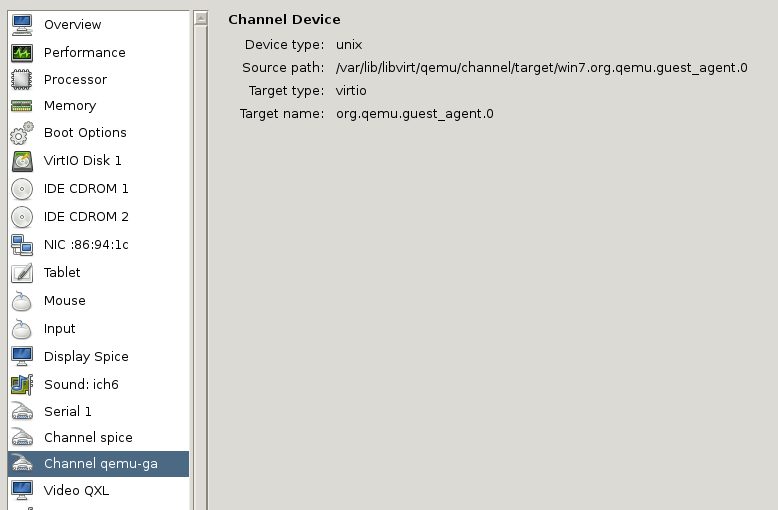 Overview
Performance
Processor
Memory
Boot Options
VirtIO Disk 1
IDE CDROM 1
IDE CDROM 2
NIC :86:94:1c
Tablet
Mouse
Input
Display Spice
Sound: ich6
Serial 1
Channel spice
Channel qemu-ga
Video QXL
Channel Device
Device type: unix
Source path: /var/lib/libvirt/qemu/channel/target/win7.org.qemu.guest_agent.0
Target type: virtio
Target name: org.qemu.guest_agent.0